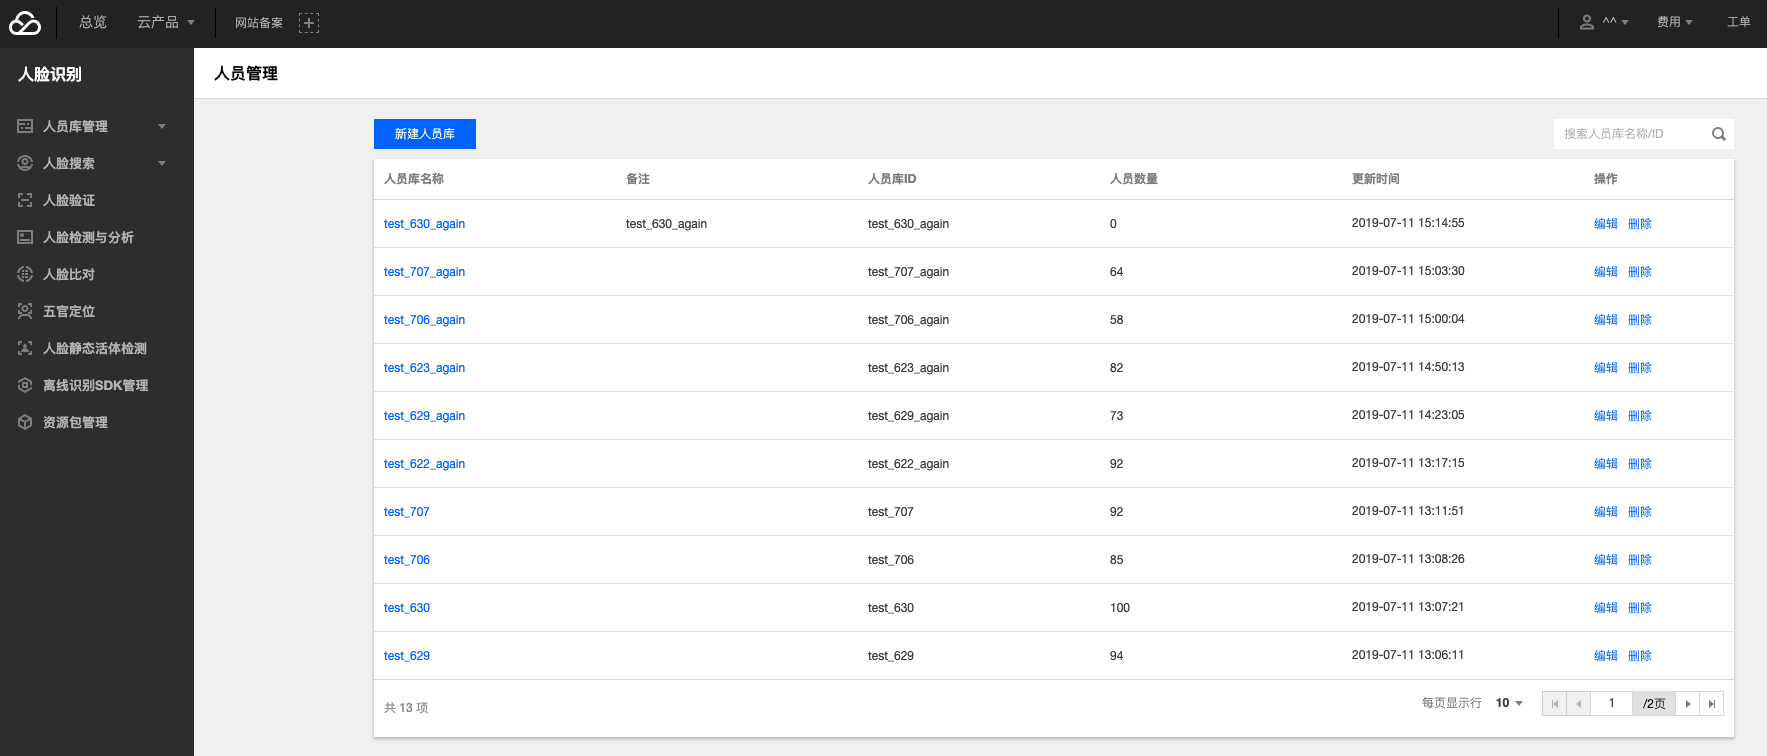 总览 云产品 网站备案 ^^ 费用 工单
人脸识别
人员库管理
人脸搜索
人脸验证
人脸检测与分析
人脸比对
五官定位
人脸静态活体检测
离线识别SDK管理
资源包管理
人员管理
新建人员库 搜索人员库名称/ID
人员库名称 备注 人员库ID 人员数量 更新时间 操作
test_630_again test_630_again test_630_again 0 2019-07-11 15:14:55 编辑 删除
test_707_again test_707_again 64 2019-07-11 15:03:30 编辑 删除
test_706_again test_706_again 58 2019-07-11 15:00:04 编辑 删除
test_623_again test_623_again 82 2019-07-11 14:50:13 编辑 删除
test_629_again test_629_again 73 2019-07-11 14:23:05 编辑 删除
test_622_again test_622_again 92 2019-07-11 13:17:15 编辑 删除
test_707 test_707 92 2019-07-11 13:11:51 编辑 删除
test_706 test_706 85 2019-07-11 13:08:26 编辑 删除
test_630 test_630 100 2019-07-11 13:07:21 编辑 删除
test_629 test_629 94 2019-07-11 13:06:11 编辑 删除
共 13 项 每页显示行 10 1 /2页